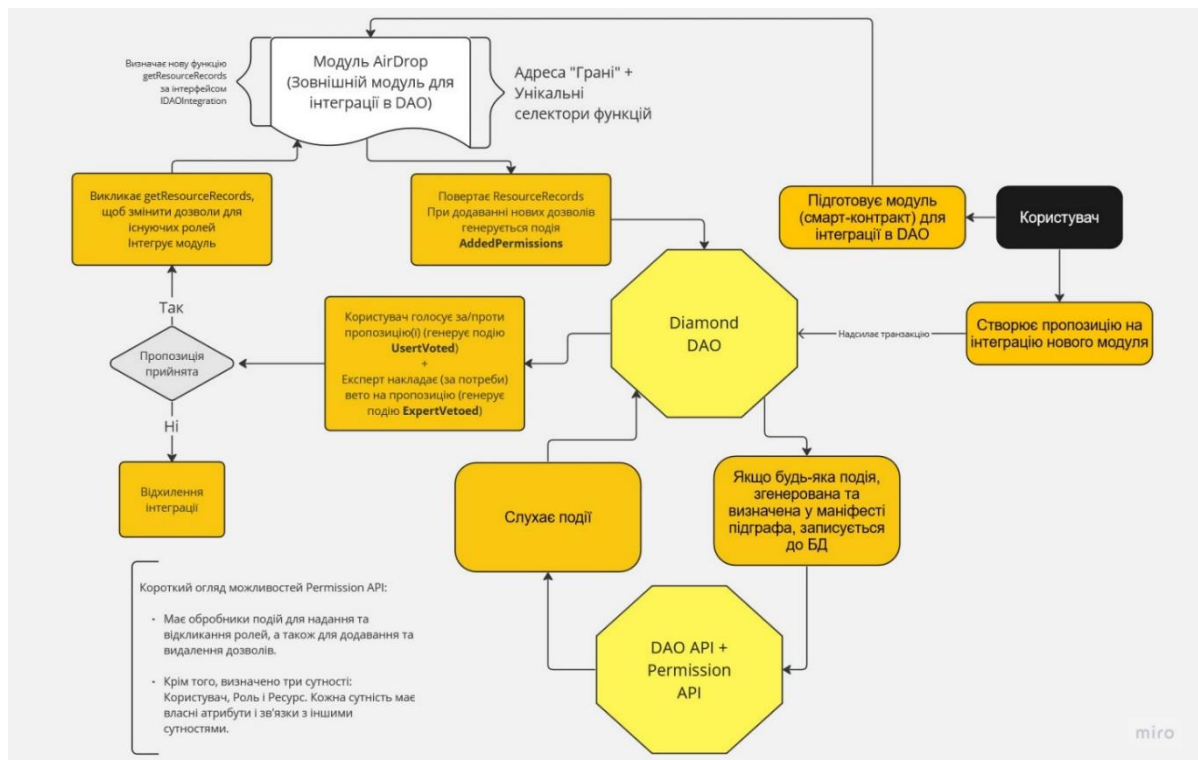 Визначає нову функцію
getResourceRecords
за інтерфейсом
IDAOIntegration
Модуль AirDrop
(Зовнішній модуль для
інтеграції в DAO)
Адреса "Грані" +
Унікальні
селектори функцій
Викликає getResourceRecords,
щоб змінити дозволи для
існуючих ролей
Інтегрує модуль
Повертає ResourceRecords
При додаванні нових дозволів
генерується подія
AddedPermissions
Підготовує модуль
(смарт-контракт) для
інтеграції в DAO
Користувач
Так
Користувач голосує за/проти
пропозицію(і) (генерує подію
UsertVoted)
+
Експерт накладає (за потреби)
вето на пропозицію (генерує
подію ExpertVetoed)
Diamond
DAO
Надсилає транзакцію
Створює пропозицію на
інтеграцію нового модуля
Пропозиція
прийнята
Ні
Відхилення
інтеграції
Слухає події
Якщо будь-яка подія,
згенерована та
визначена у маніфесті
підграфа, записується
до БД
Короткий огляд можливостей Permission API:
• Має обробники подій для надання та
відкликання ролей, а також для додавання та
видалення дозволів.
• Крім того, визначено три сутності:
Користувач, Роль і Ресурс. Кожна сутність має
власні атрибути і зв'язки з іншими
сутностями.
DAO API +
Permission
API
miro